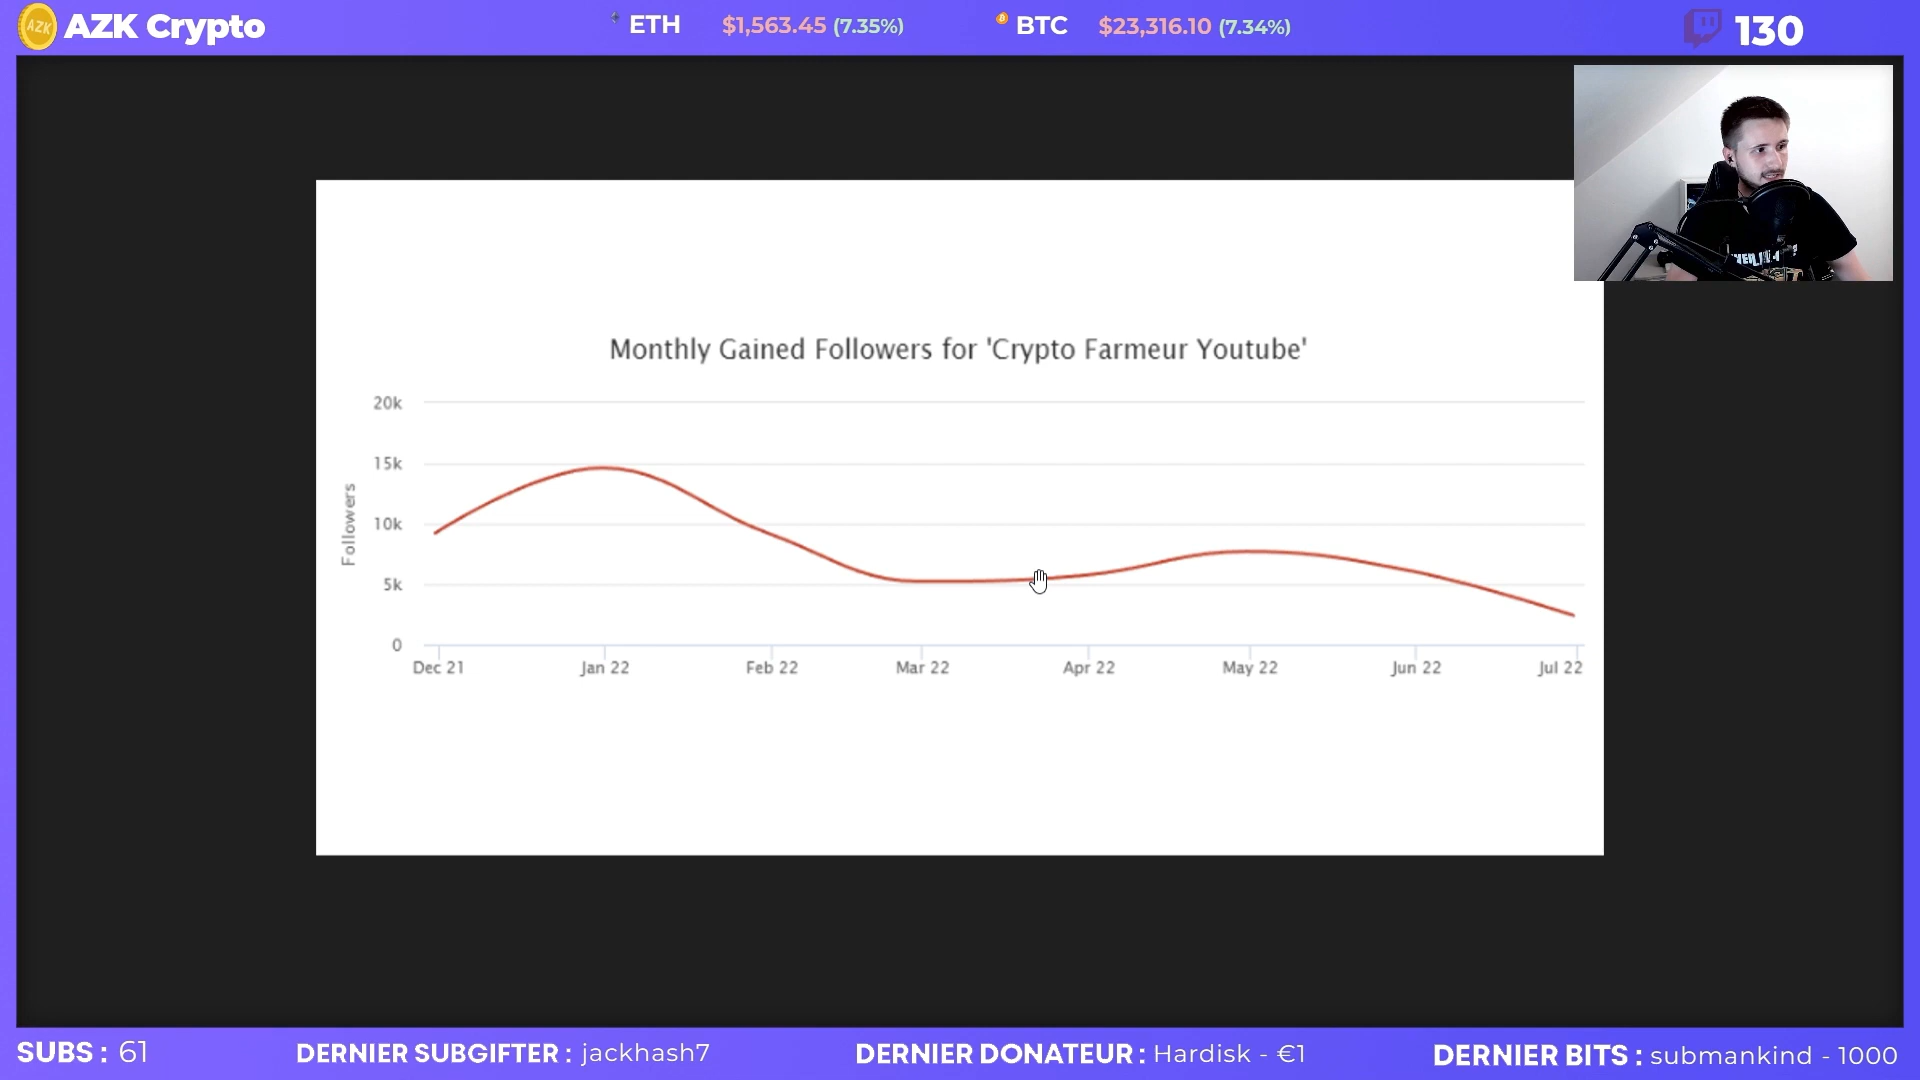 AZK
AZK Crypto
ETH $1,563.45 (7.35%)
BTC $23,316.10 (7.34%)
130
Monthly Gained Followers for 'Crypto Farmeur Youtube'
Followers
20k
15k
10k
5k
0
Dec 21 Jan 22 Feb 22 Mar 22 Apr 22 May 22 Jun 22 Jul 22
SUBS : 61
DERNIER SUBGIFTER : jackhash7
DERNIER DONATEUR : Hardisk - €1
DERNIER BITS : submankind - 1000